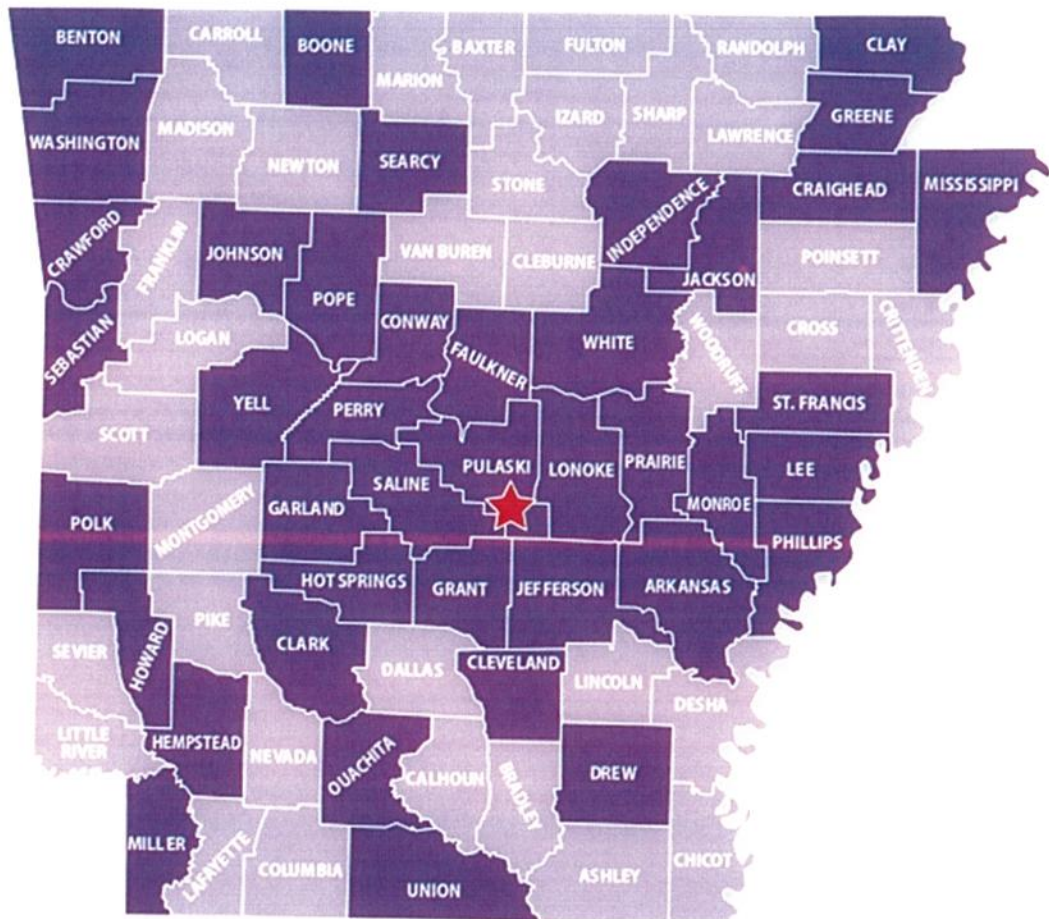 BENTON
CARROLL
BOONE
MARION
BAXTER
FULTON
RANDOLPH
CLAY
WASHINGTON
MADISON
NEWTON
SEARCY
STONE
IZARD
SHARP
LAWRENCE
GREENE
CRAWFORD
FRANKLIN
JOHNSON
POPE
VAN BUREN
CLEBURNE
INDEPENDENCE
JACKSON
CRAIGHEAD
MISSISSIPPI
POINSETT
SEBASTIAN
LOGAN
CONWAY
FAULKNER
WHITE
WOODRUFF
CROSS
CRITTENDEN
SCOTT
YELL
PERRY
PULASKI
LONOKE
PRAIRIE
ST. FRANCIS
LEE
POLK
MONTGOMERY
GARLAND
SALINE
MONROE
PHILLIPS
HOT SPRINGS
GRANT
JEFFERSON
ARKANSAS
SEVIER
HOWARD
PIKE
CLARK
DALLAS
CLEVELAND
LINCOLN
DESHA
LITTLE
RIVER
HEMPSTEAD
NEVADA
OUACHITA
CALHOUN
BRADLEY
DREW
MILLER
LAFAYETTE
COLUMBIA
UNION
ASHLEY
CHICOT